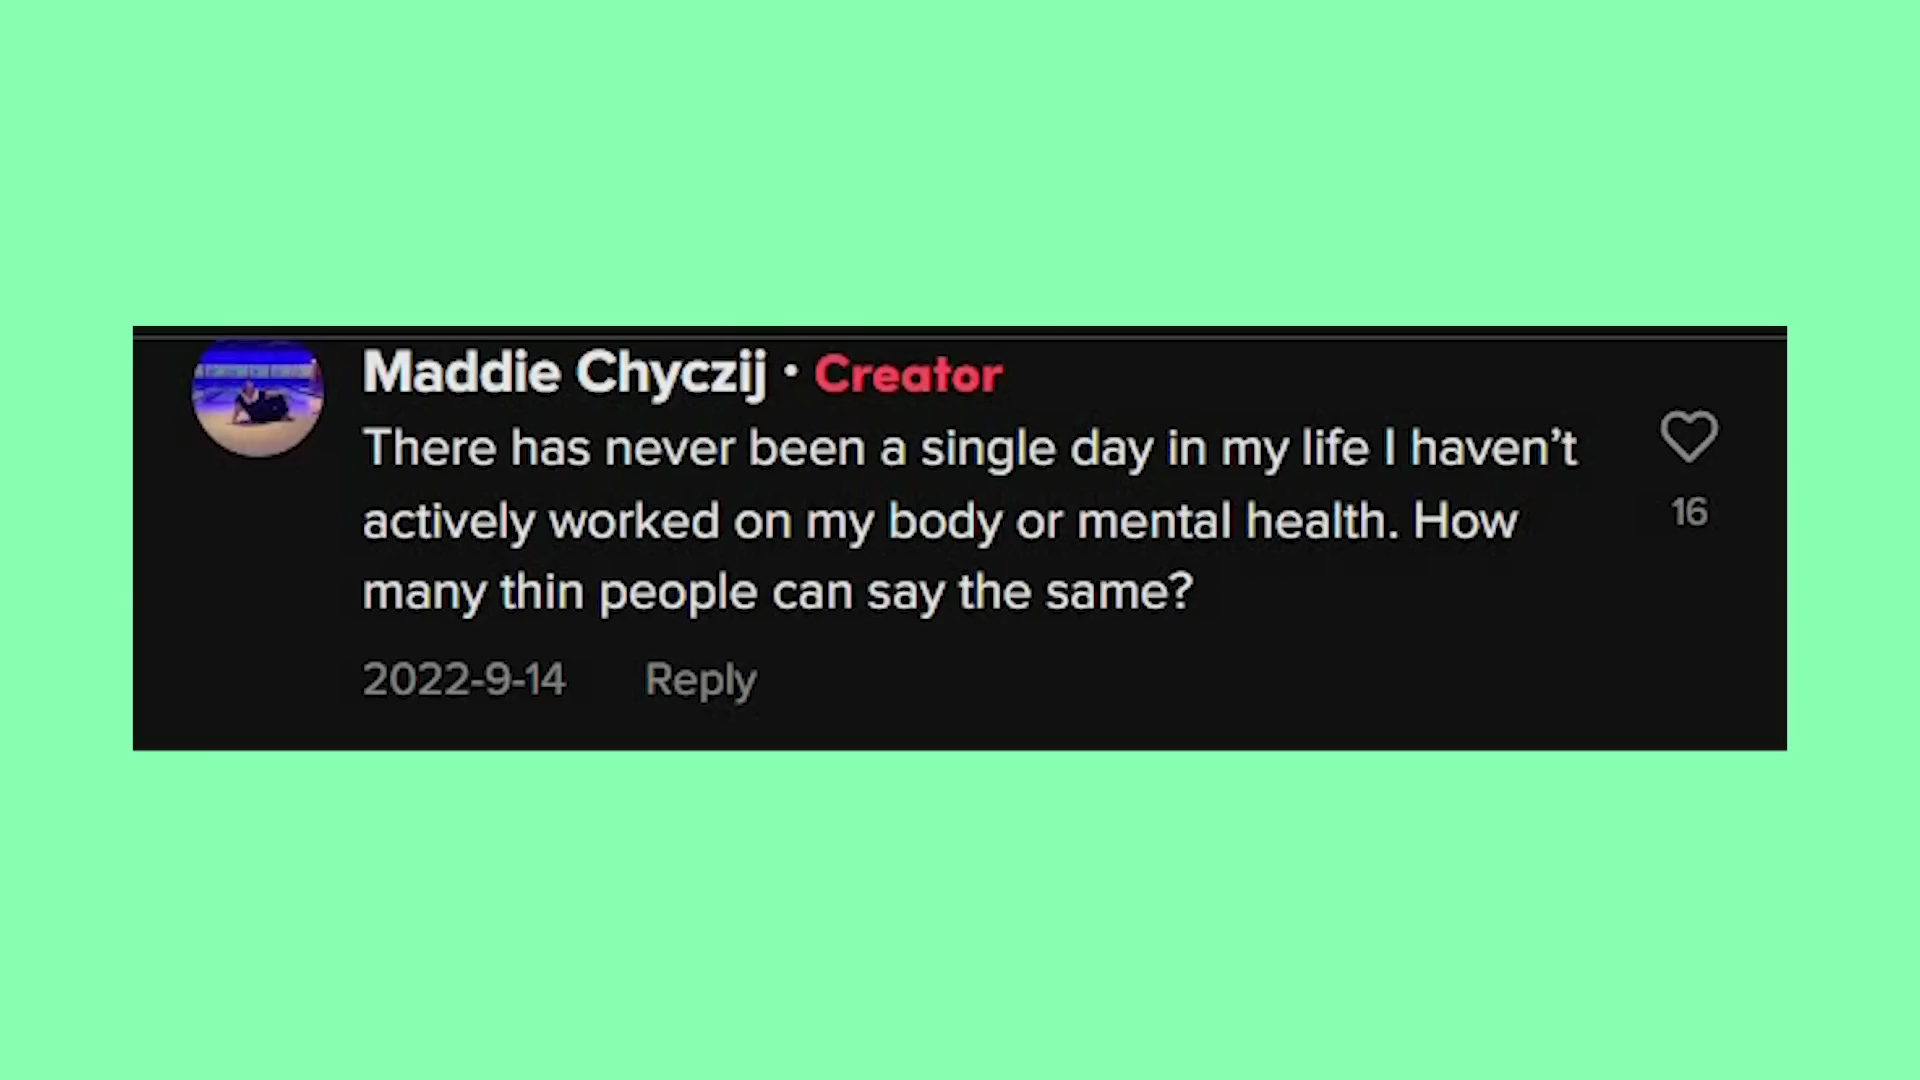 Maddie Chyczij · Creator
There has never been a single day in my life I haven’t
actively worked on my body or mental health. How
many thin people can say the same?
16
2022-9-14 Reply